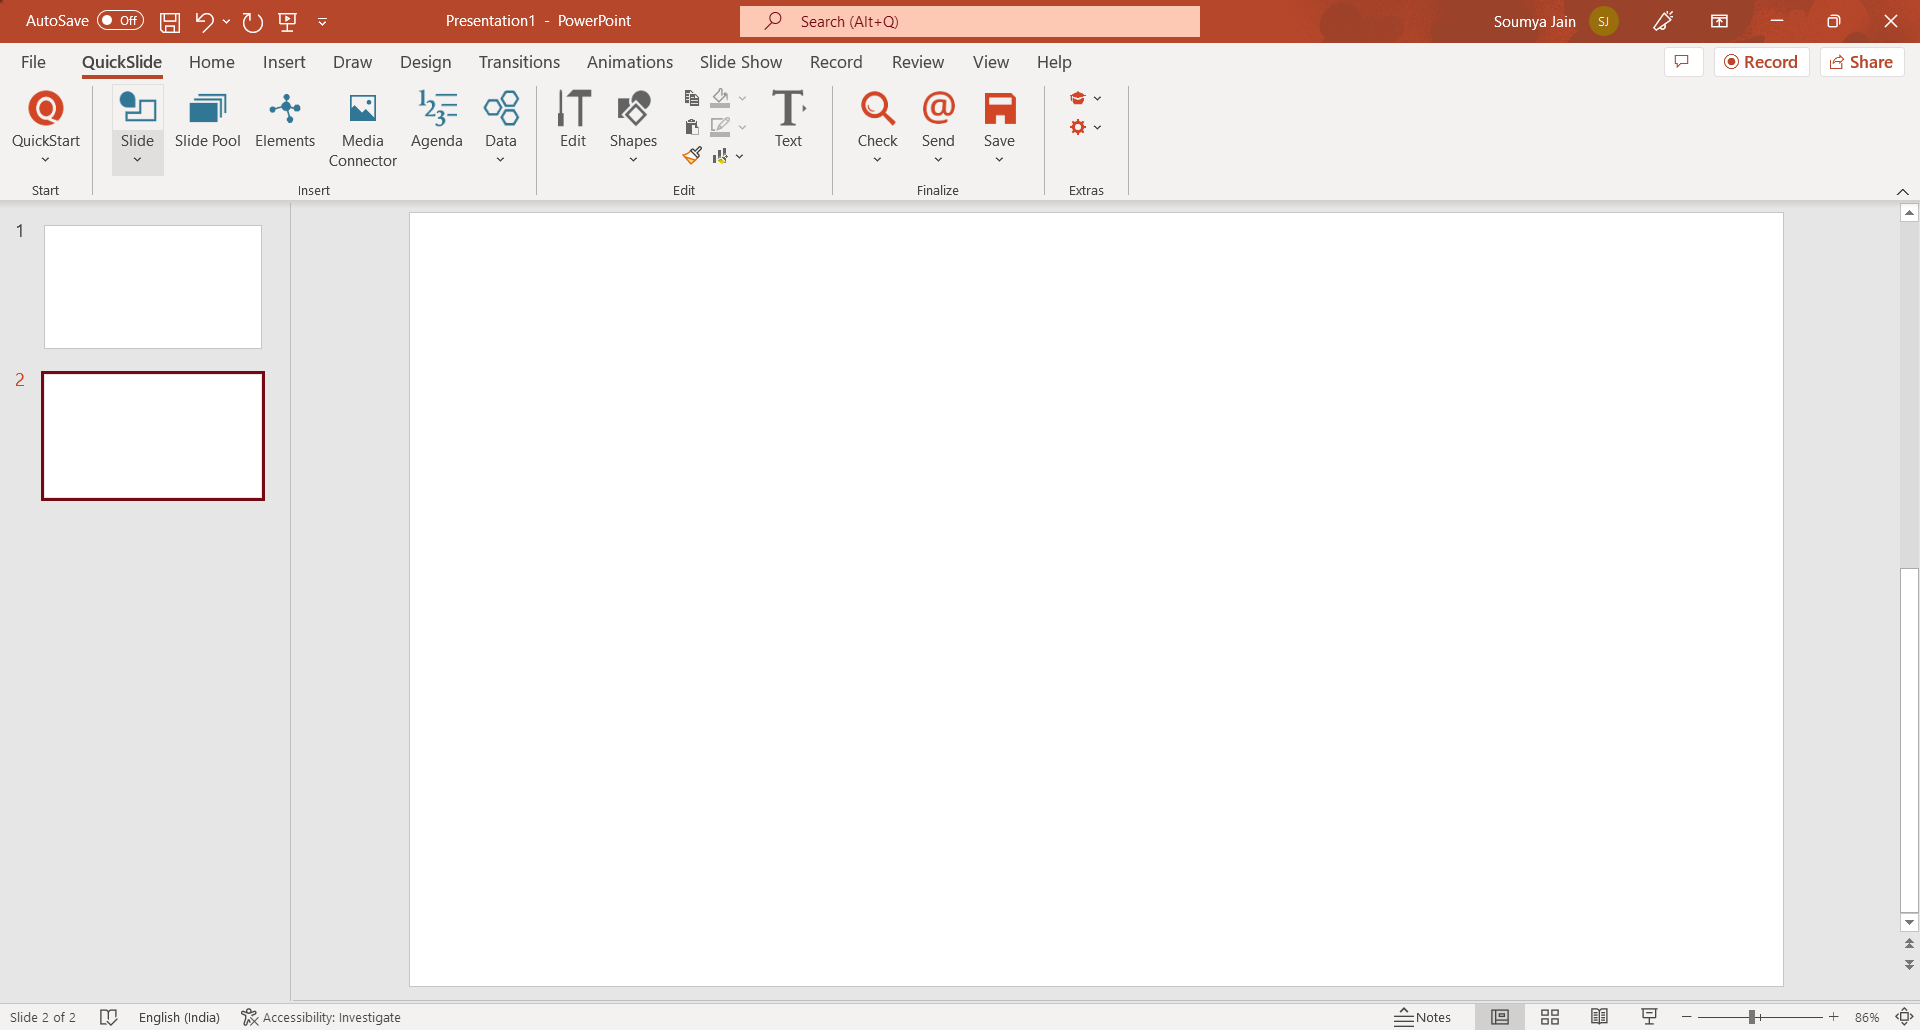 AutoSave Off
Presentation1 - PowerPoint
Search (Alt+Q)
Soumya Jain SJ
File QuickSlide Home Insert Draw Design Transitions Animations Slide Show Record Review View Help
Record Share
QuickStart Slide Slide Pool Elements Media Connector Agenda Data Edit Shapes Text Check Send Save
Start Insert Edit Finalize Extras
1
2
Slide 2 of 2 English (India) Accessibility: Investigate Notes 86%